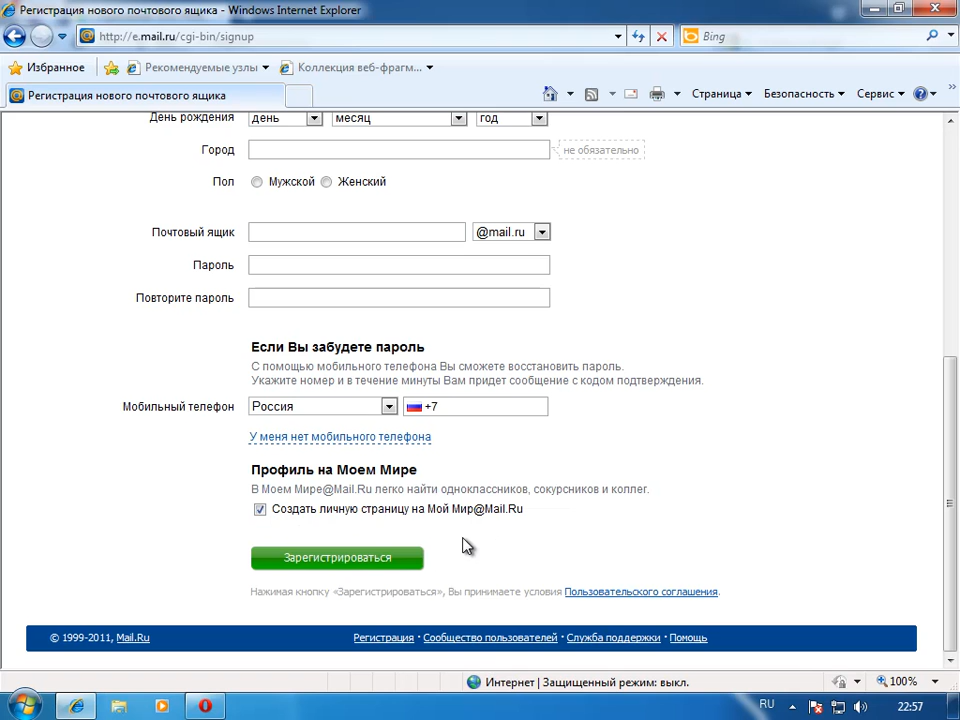 Регистрация нового почтового ящика - Windows Internet Explorer
http://e.mail.ru/cgi-bin/signup
Bing
Избранное
Рекомендуемые узлы
Коллекция веб-фрагм...
Регистрация нового почтового ящика
Страница
Безопасность
Сервис
День рождения
день
месяц
год
Город
не обязательно
Пол
Мужской
Женский
Почтовый ящик
@mail.ru
Пароль
Повторите пароль
Если Вы забудете пароль
С помощью мобильного телефона Вы сможете восстановить пароль.
Укажите номер и в течение минуты Вам придет сообщение с кодом подтверждения.
Мобильный телефон
Россия
+7
У меня нет мобильного телефона
Профиль на Моем Мире
В Моем Мире@Mail.Ru легко найти одноклассников, сокурсников и коллег.
Создать личную страницу на Мой Мир@Mail.Ru
Зарегистрироваться
Нажимая кнопку «Зарегистрироваться», Вы принимаете условия Пользовательского соглашения.
© 1999-2011, Mail.Ru
Регистрация · Сообщество пользователей · Служба поддержки · Помощь
Интернет | Защищенный режим: выкл.
100%
RU
22:57